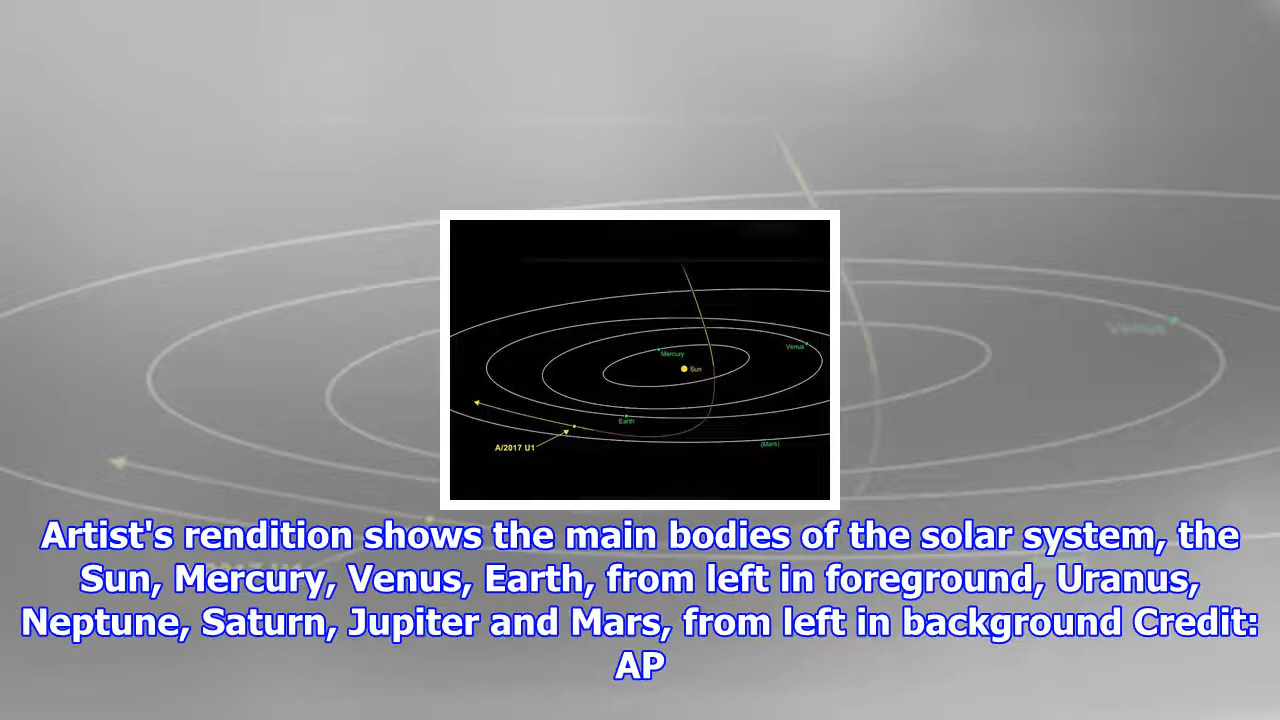 Mercury
Venus
Sun
Earth
A/2017 U1
(Mars)
Venus
Artist's rendition shows the main bodies of the solar system, the
Sun, Mercury, Venus, Earth, from left in foreground, Uranus,
Neptune, Saturn, Jupiter and Mars, from left in background Credit:
AP